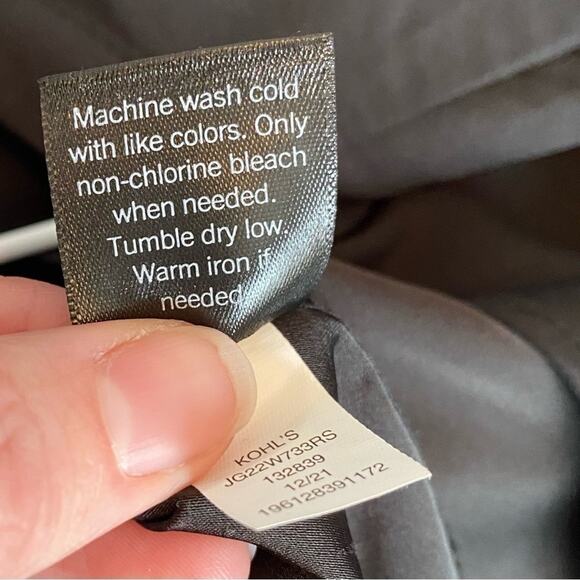 Machine wash cold
with like colors. Only
non-chlorine bleach
when needed.
Tumble dry low
Warm iron if
needed
KOHL'S
JG22W733RS
132839
12/21
196128391172